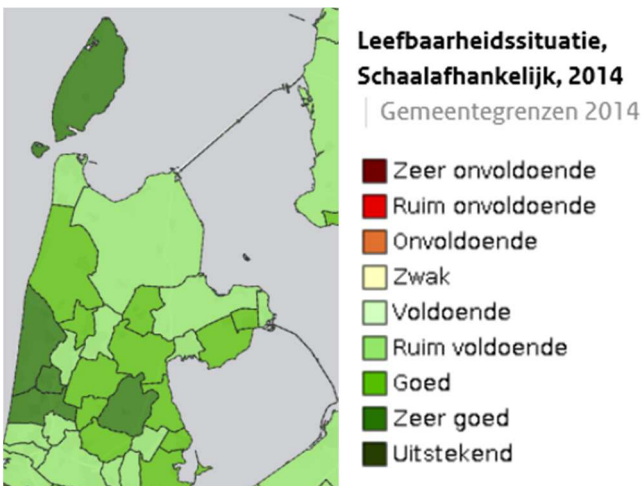 Leefbaarheidssituatie,
Schaalafhankelijk, 2014
Gemeentegrenzen 2014
Zeer onvoldoende
Ruim onvoldoende
Onvoldoende
Zwak
Voldoende
Ruim voldoende
Goed
Zeer goed
Uitstekend